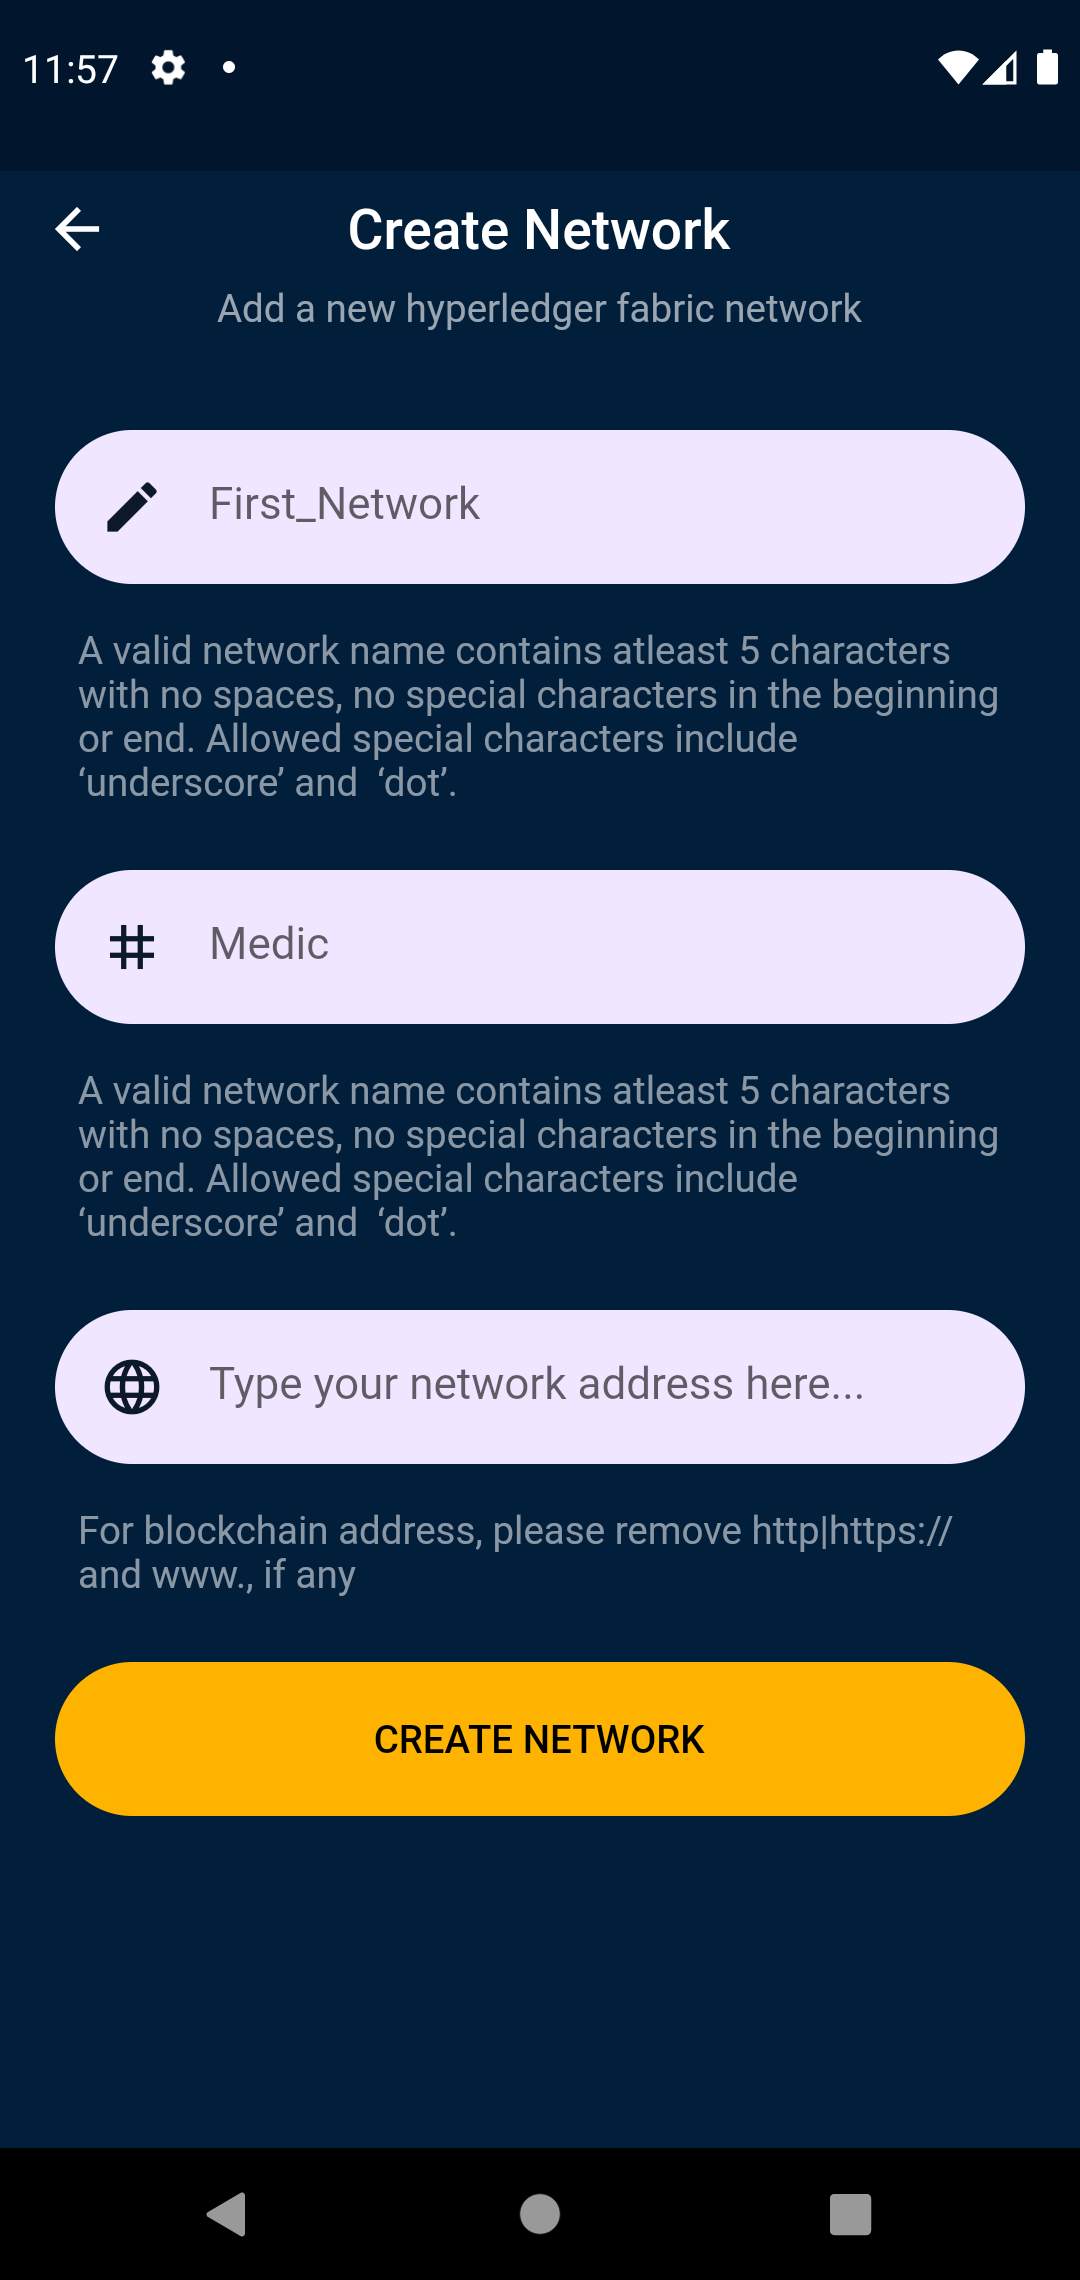 11:57
Create Network
Add a new hyperledger fabric network
First_Network
A valid network name contains atleast 5 characters
with no spaces, no special characters in the beginning
or end. Allowed special characters include
‘underscore’ and  ‘dot’.
Medic
A valid network name contains atleast 5 characters
with no spaces, no special characters in the beginning
or end. Allowed special characters include
‘underscore’ and  ‘dot’.
Type your network address here...
For blockchain address, please remove http|https://
and www., if any
CREATE NETWORK